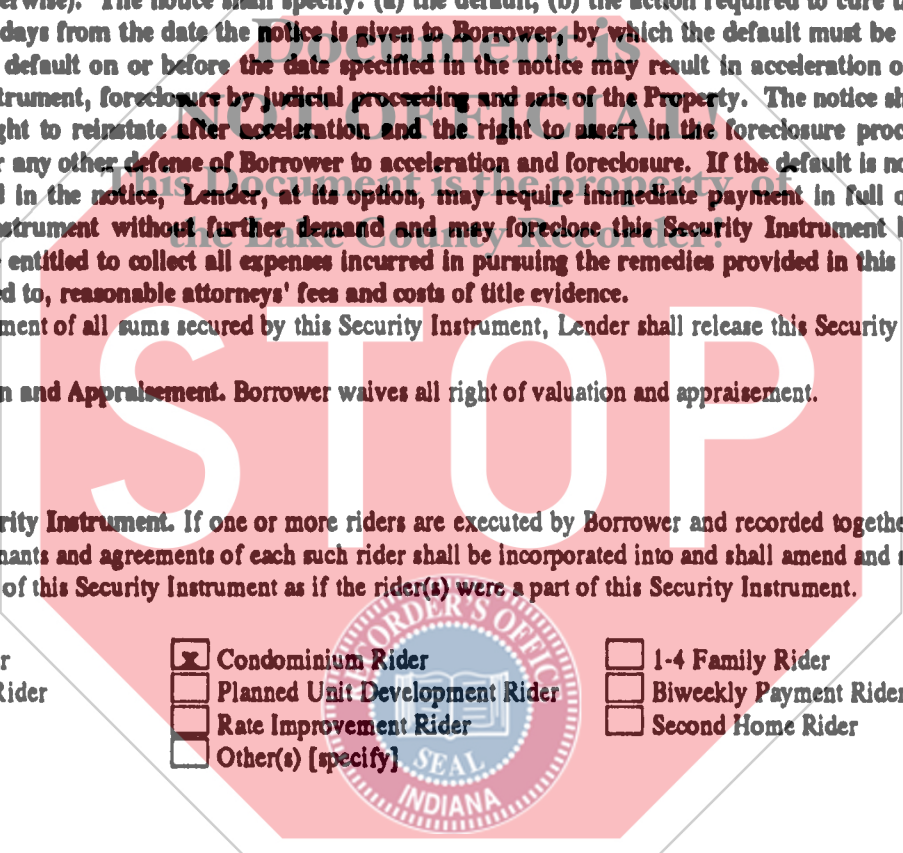 erwise). The notice shall specify: (a) the default; (b) the action required to cure
days from the date the notice is given to Borrower, by which the default must be
default on or before the date specified in the notice may result in acceleration o
trument, foreclosure by judicial proceeding and sale of the Property. The notice sh
ght to reinstate after acceleration and the right to assert in the foreclosure proc
any other defense of Borrower to acceleration and foreclosure. If the default is no
d in the notice, Lender, at its option, may require immediate payment in full o
strument without further demand and may foreclose this Security Instrument
entitled to collect all expenses incurred in pursuing the remedies provided in this
d to, reasonable attorneys' fees and costs of title evidence.
ment of all sums secured by this Security Instrument, Lender shall release this Security
n and Appraisement. Borrower waives all right of valuation and appraisement.
rity Instrument. If one or more riders are executed by Borrower and recorded togethe
nants and agreements of each such rider shall be incorporated into and shall amend and s
of this Security Instrument as if the rider(s) were a part of this Security Instrument.
r
x Condominium Rider
1-4 Family Rider
Rider
Planned Unit Development Rider
Biweekly Payment Rider
Rate Improvement Rider
Second Home Rider
Other(s) [specify]
Document is
NOT OFFICIAL!
This Document is the property of
the Lake County Recorder!
STOP
RECORDER'S OFFICE
SEAL
INDIANA